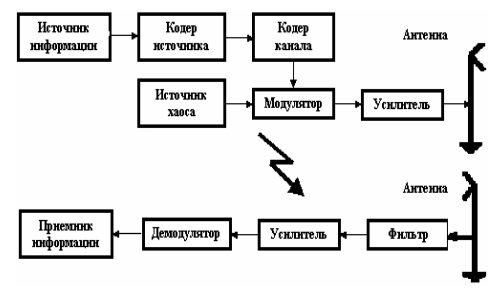 Источник
информации
Кодер
источника
Кодер
канала
Антенна
Источник
хаоса
Модулятор
Усилитель
Антенна
Приемник
информации
Демодулятор
Усилитель
Фильтр